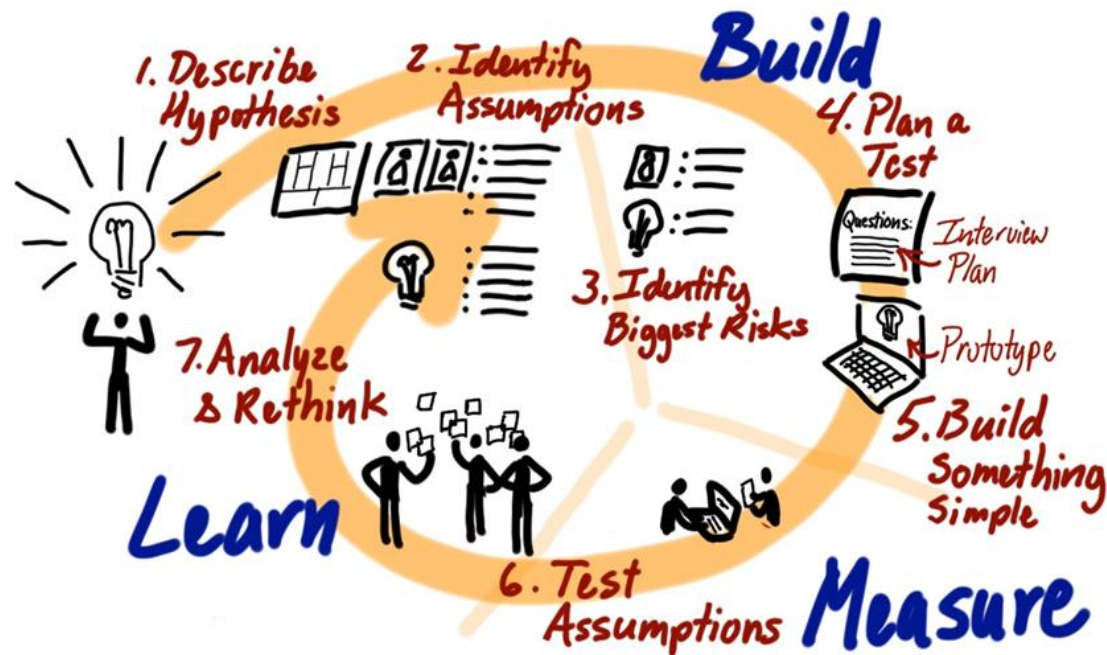 1. Describe
Hypothesis
2. Identify
Assumptions
Build
4. Plan a
Test
Questions:
Interview
Plan
3. Identify
Biggest Risks
Prototype
7. Analyze
& Rethink
5. Build
Something
Simple
Learn
6. Test
Assumptions
Measure